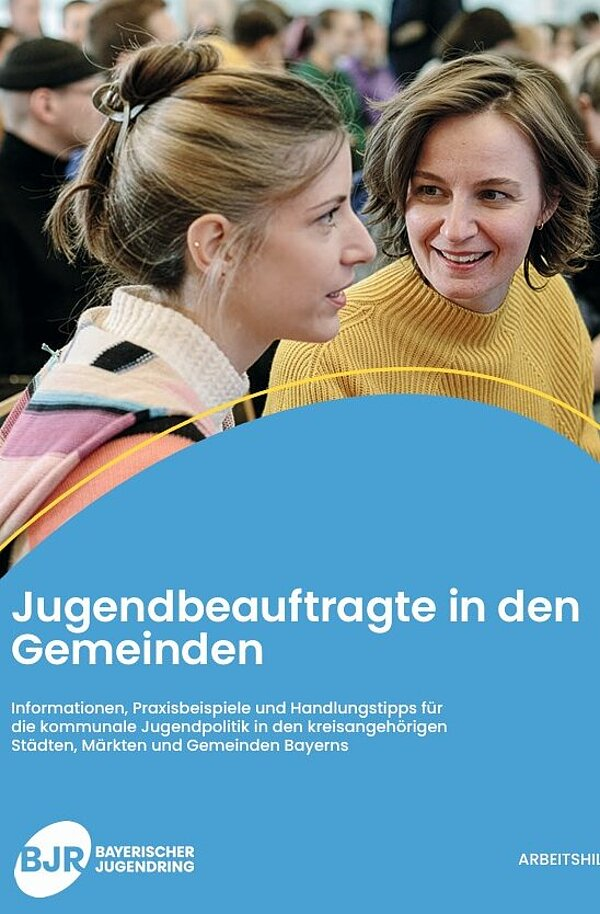 Jugendbeauftragte in den
Gemeinden
Informationen, Praxisbeispiele und Handlungstipps für
die kommunale Jugendpolitik in den kreisangehörigen
Städten, Märkten und Gemeinden Bayerns
BJR BAYERISCHER
JUGENDRING
ARBEITSHIL